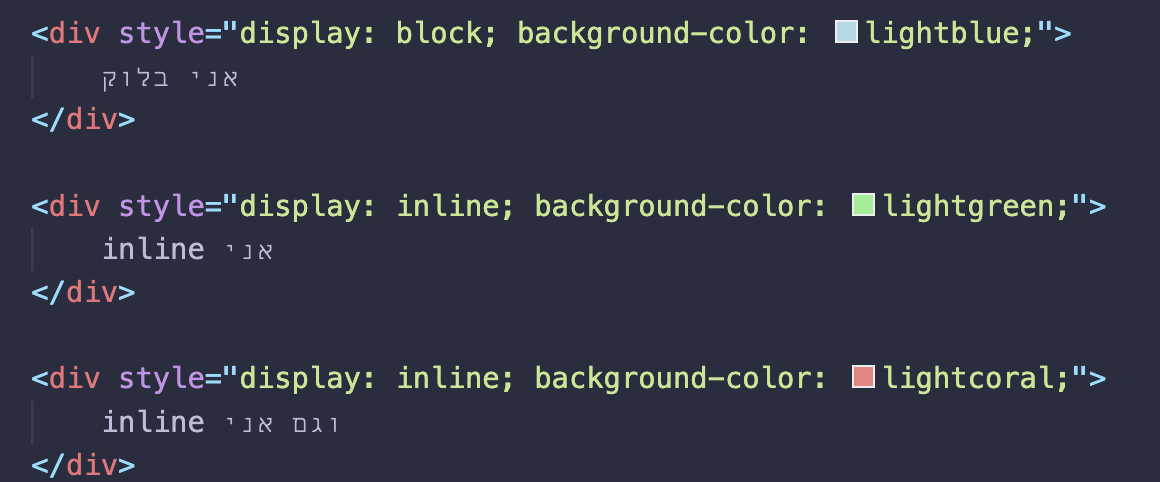 <div style="display: block; background-color: lightblue;">
אני בלוק
</div>
<div style="display: inline; background-color: lightgreen;">
אני inline
</div>
<div style="display: inline; background-color: lightcoral;">
וגם אני inline
</div>